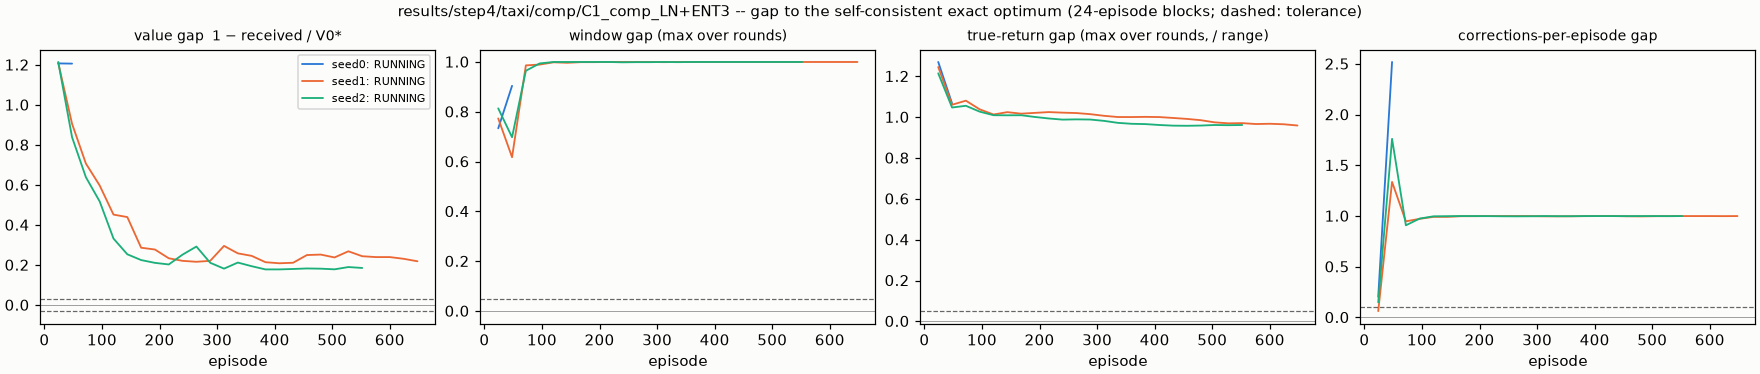 results/step4/taxi/comp/C1_comp_LN+ENT3 -- gap to the self-consistent exact optimum (24-episode blocks; dashed: tolerance)
value gap  1 − received / V0*
window gap (max over rounds)
true-return gap (max over rounds, / range)
corrections-per-episode gap
seed0: RUNNING
seed1: RUNNING
seed2: RUNNING
1.2
1.0
0.8
0.6
0.4
0.2
0.0
0 100 200 300 400 500 600
episode
1.0
0.8
0.6
0.4
0.2
0.0
0 100 200 300 400 500 600
episode
1.2
1.0
0.8
0.6
0.4
0.2
0.0
0 100 200 300 400 500 600
episode
2.5
2.0
1.5
1.0
0.5
0.0
0 100 200 300 400 500 600
episode